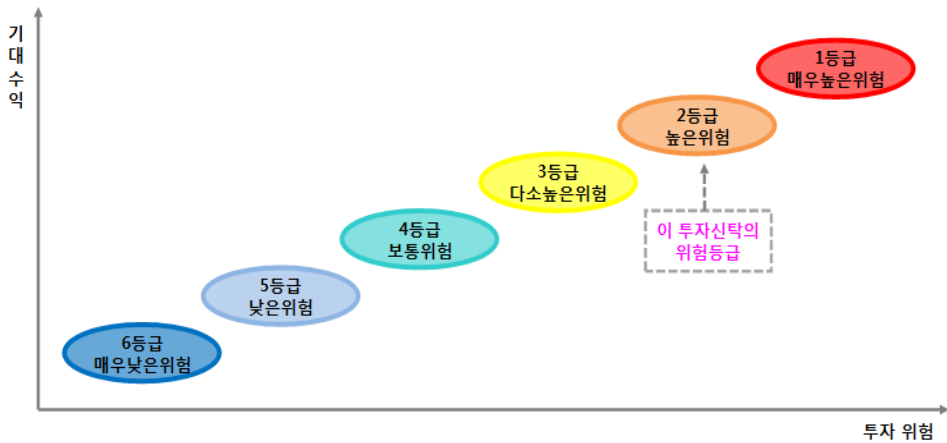 기
대
수
익
1등급
매우높은위험
2등급
높은위험
3등급
다소높은위험
이 투자신탁의
위험등급
4등급
보통위험
5등급
낮은위험
6등급
매우낮은위험
투자 위험